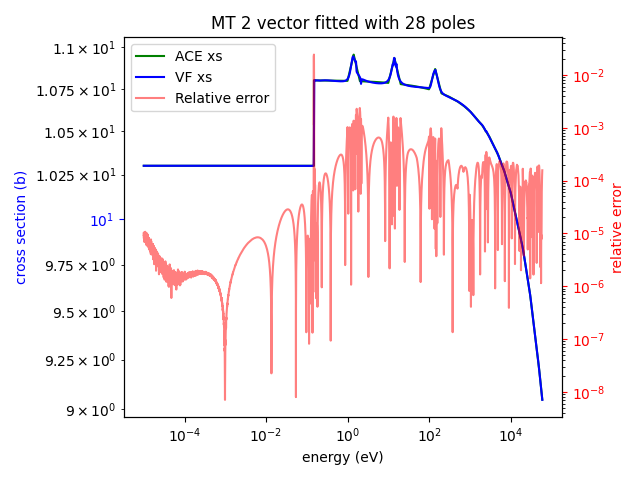 MT 2 vector fitted with 28 poles
ACE xs
VF xs
Relative error
1.1 × 10¹
1.075 × 10¹
1.05 × 10¹
1.025 × 10¹
10¹
9.75 × 10⁰
9.5 × 10⁰
9.25 × 10⁰
9 × 10⁰
cross section (b)
10⁻²
10⁻³
10⁻⁴
10⁻⁵
10⁻⁶
10⁻⁷
10⁻⁸
relative error
10⁻⁴ 10⁻² 10⁰ 10² 10⁴
energy (eV)